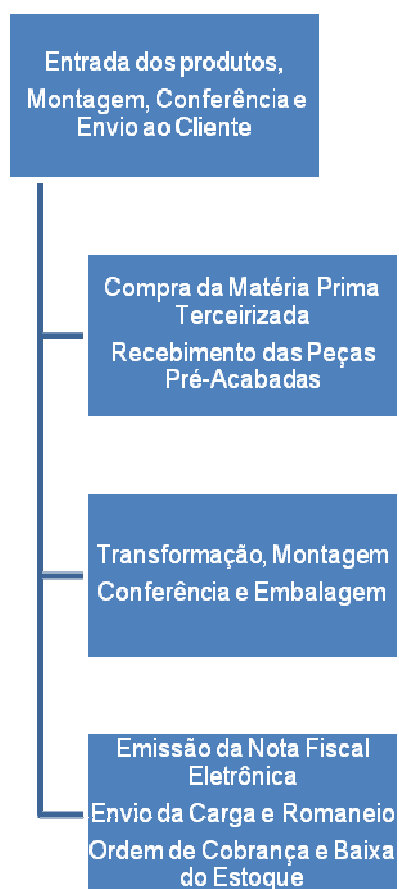 Entrada dos produtos,
Montagem, Conferência e
Envio ao Cliente
Compra da Matéria Prima
Terceirizada
Recebimento das Peças
Pré-Acabadas
Transformação, Montagem
Conferência e Embalagem
Emissão da Nota Fiscal
Eletrônica
Envio da Carga e Romaneio
Ordem de Cobrança e Baixa
do Estoque